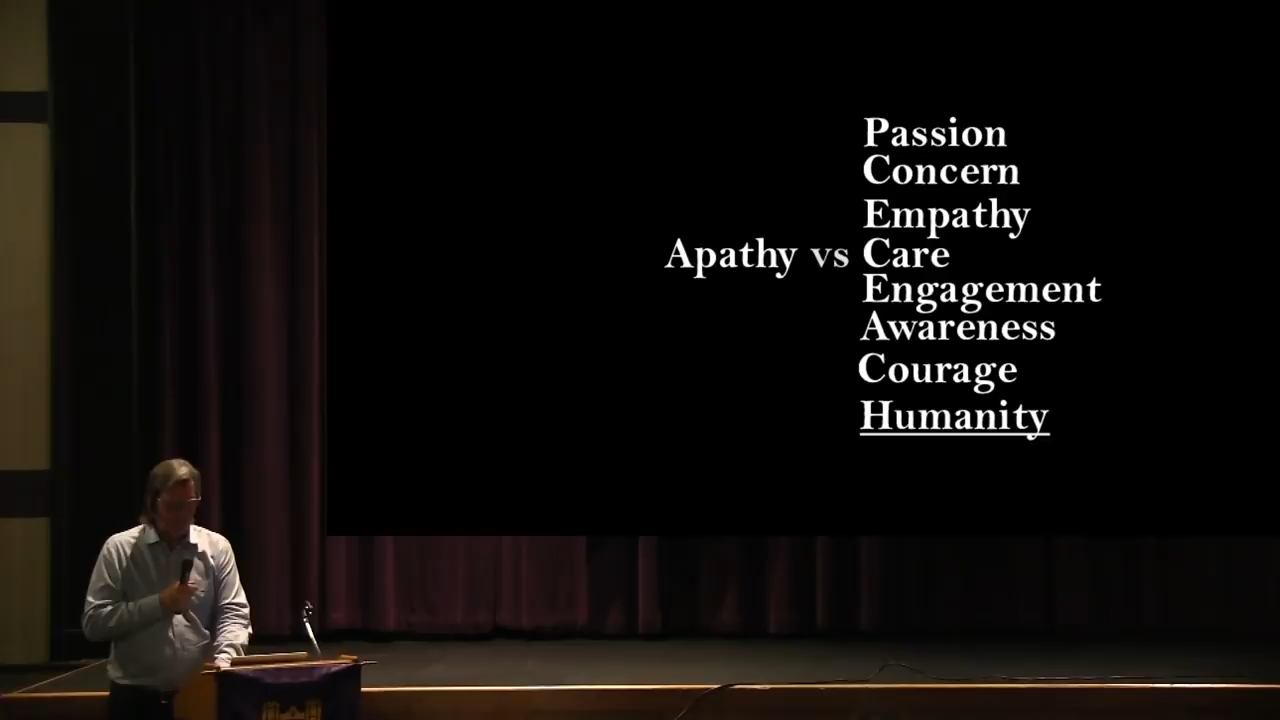 Passion
Concern
Empathy
Apathy vs Care
Engagement
Awareness
Courage
Humanity